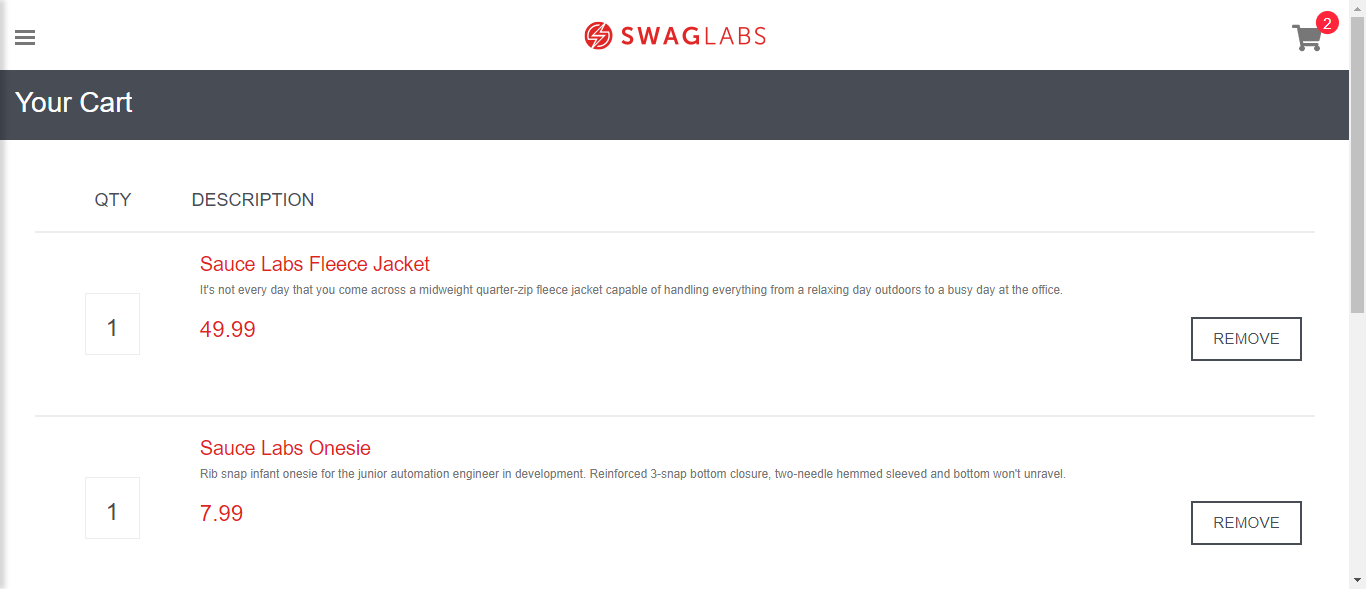 SWAGLABS
2
Your Cart
QTY DESCRIPTION
Sauce Labs Fleece Jacket
It's not every day that you come across a midweight quarter-zip fleece jacket capable of handling everything from a relaxing day outdoors to a busy day at the office.
1
49.99
REMOVE
Sauce Labs Onesie
Rib snap infant onesie for the junior automation engineer in development. Reinforced 3-snap bottom closure, two-needle hemmed sleeved and bottom won't unravel.
1
7.99
REMOVE